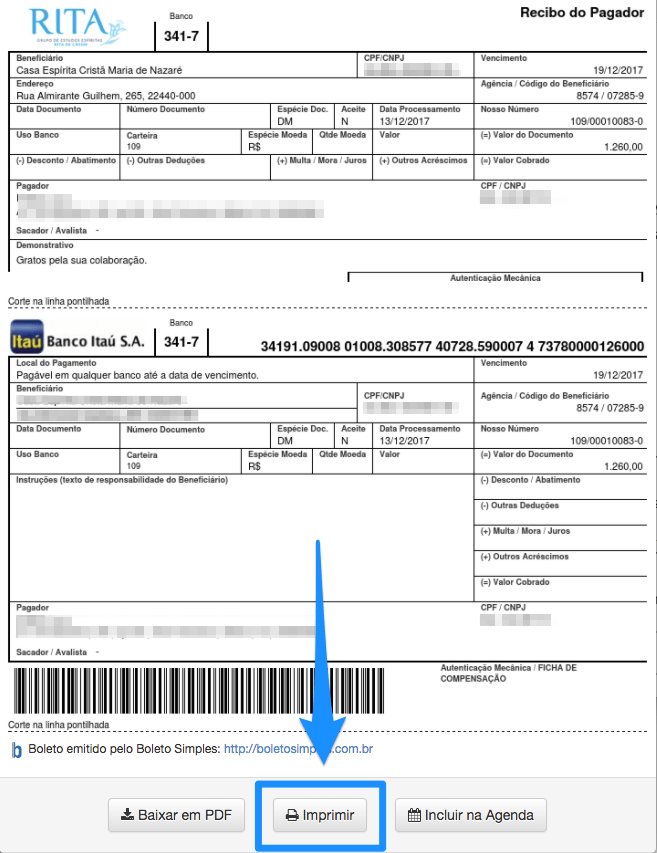 RITA
GRUPO DE ESTUDOS ESPÍRITAS
RITA DE CÁSSIA
Banco
341-7
Recibo do Pagador
Beneficiário
Casa Espírita Cristã Maria de Nazaré
CPF/CNPJ
Vencimento
19/12/2017
Endereço
Rua Almirante Guilhem, 265, 22440-000
Agência / Código do Beneficiário
8574 / 07285-9
Data Documento
Número Documento
Espécie Doc.
DM
Aceite
N
Data Processamento
13/12/2017
Nosso Número
109/00010083-0
Uso Banco
Carteira
109
Espécie Moeda
R$
Qtde Moeda
Valor
(=) Valor do Documento
1.260,00
(-) Desconto / Abatimento
(-) Outras Deduções
(+) Multa / Mora / Juros
(+) Outros Acréscimos
(=) Valor Cobrado
Pagador
CPF / CNPJ
Sacador / Avalista -
Demonstrativo
Gratos pela sua colaboração.
Autenticação Mecânica
Corte na linha pontilhada
Itaú
Banco Itaú S.A.
Banco
341-7
34191.09008 01008.308577 40728.590007 4 73780000126000
Local do Pagamento
Pagável em qualquer banco até a data de vencimento.
Vencimento
19/12/2017
Beneficiário
CPF/CNPJ
Agência / Código do Beneficiário
8574 / 07285-9
Data Documento
Número Documento
Espécie Doc.
DM
Aceite
N
Data Processamento
13/12/2017
Nosso Número
109/00010083-0
Uso Banco
Carteira
109
Espécie Moeda
R$
Qtde Moeda
Valor
(=) Valor do Documento
1.260,00
Instruções (texto de responsabilidade do Beneficiário)
(-) Desconto / Abatimento
(-) Outras Deduções
(+) Multa / Mora / Juros
(+) Outros Acréscimos
(=) Valor Cobrado
Pagador
CPF / CNPJ
Sacador / Avalista -
Autenticação Mecânica / FICHA DE
COMPENSAÇÃO
Corte na linha pontilhada
Boleto emitido pelo Boleto Simples: http://boletosimples.com.br
Baixar em PDF
Imprimir
Incluir na Agenda